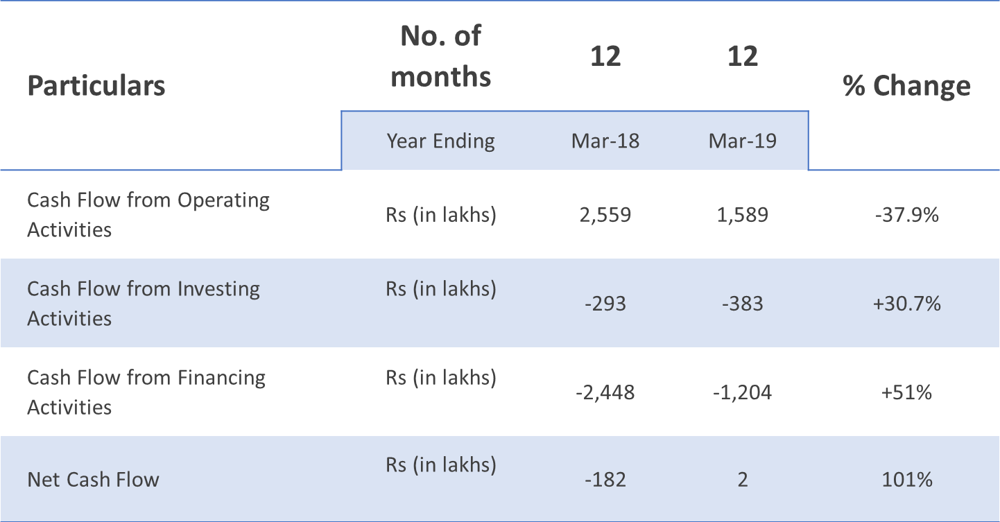 Particulars
No. of
months
12
12
% Change
Year Ending
Mar-18
Mar-19
Cash Flow from Operating
Activities
Rs (in lakhs)
2,559
1,589
-37.9%
Cash Flow from Investing
Activities
Rs (in lakhs)
-293
-383
+30.7%
Cash Flow from Financing
Activities
Rs (in lakhs)
-2,448
-1,204
+51%
Net Cash Flow
Rs (in lakhs)
-182
2
101%